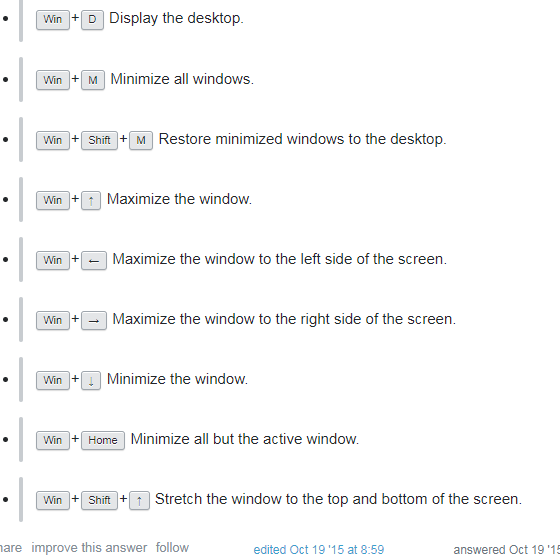 Win + D Display the desktop.
Win + M Minimize all windows.
Win + Shift + M Restore minimized windows to the desktop.
Win + ↑ Maximize the window.
Win + ← Maximize the window to the left side of the screen.
Win + → Maximize the window to the right side of the screen.
Win + ↓ Minimize the window.
Win + Home Minimize all but the active window.
Win + Shift + ↑ Stretch the window to the top and bottom of the screen.
hare improve this answer follow edited Oct 19 '15 at 8:59 answered Oct 19 '15